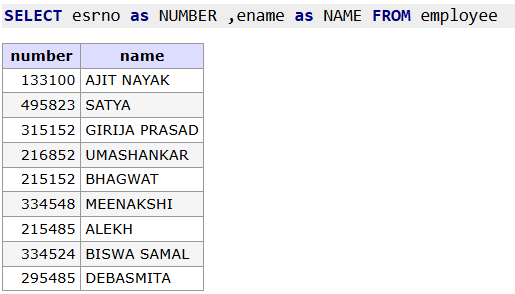 SELECT esrno as NUMBER ,ename as NAME FROM employee
number name
133100 AJIT NAYAK
495823 SATYA
315152 GIRIJA PRASAD
216852 UMASHANKAR
215152 BHAGWAT
334548 MEENAKSHI
215485 ALEKH
334524 BISWA SAMAL
295485 DEBASMITA